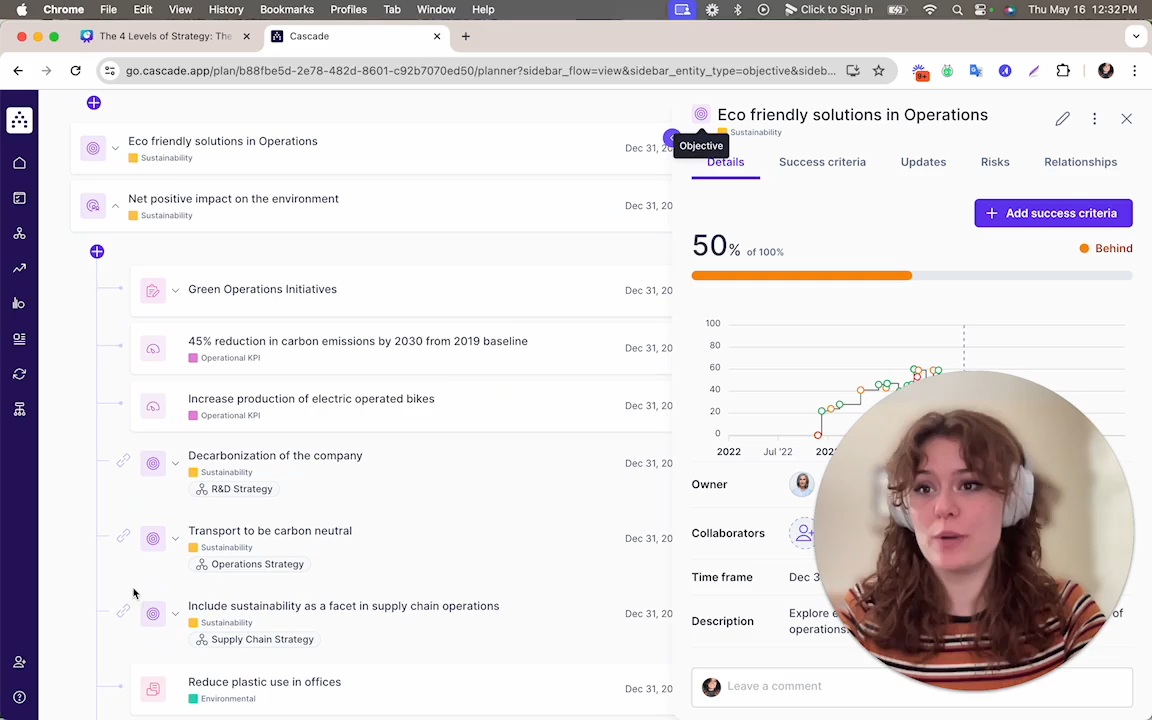 Chrome File Edit View History Bookmarks Profiles Tab Window Help Click to Sign in Thu May 16 12:32PM
The 4 Levels of Strategy: The
Cascade
go.cascade.app/plan/b88fbe5d-2e78-482d-8601-c92b7070ed50/planner?sidebar_flow=view&sidebar_entity_type=objective&sideb...
9+
Eco friendly solutions in Operations
Sustainability
Dec 31, 20
Net positive impact on the environment
Sustainability
Dec 31, 20
Green Operations Initiatives
Dec 31, 20
45% reduction in carbon emissions by 2030 from 2019 baseline
Operational KPI
Dec 31, 20
Increase production of electric operated bikes
Operational KPI
Dec 31, 20
Decarbonization of the company
Sustainability
R&D Strategy
Dec 31, 20
Transport to be carbon neutral
Sustainability
Operations Strategy
Dec 31, 20
Include sustainability as a facet in supply chain operations
Sustainability
Supply Chain Strategy
Dec 31, 20
Reduce plastic use in offices
Environmental
Dec 31, 20
Eco friendly solutions in Operations
Sustainability
Objective
Details Success criteria Updates Risks Relationships
+ Add success criteria
50% of 100%
Behind
100
80
60
40
20
0
2022 Jul '22
Owner
Collaborators
Time frame Dec 3
Description Explore of
operations,
Leave a comment